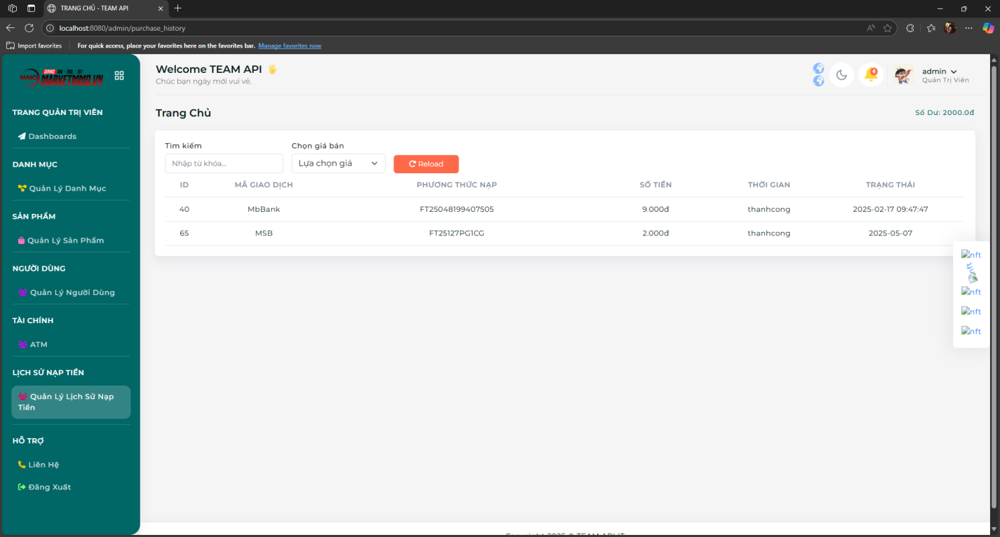 TRANG CHỦ - TEAM API
localhost:8080/admin/purchase_history
Import favorites
For quick access, place your favorites here on the favorites bar. Manage favorites now
MMO
MARKETMMO.VN
TRANG QUẢN TRỊ VIÊN
Dashboards
DANH MỤC
Quản Lý Danh Mục
SẢN PHẨM
Quản Lý Sản Phẩm
NGƯỜI DÙNG
Quản Lý Người Dùng
TÀI CHÍNH
ATM
LỊCH SỬ NẠP TIỀN
Quản Lý Lịch Sử Nạp
Tiền
HỖ TRỢ
Liên Hệ
Đăng Xuất
Welcome TEAM API
Chúc bạn ngày mới vui vẻ.
4
admin
Quản Trị Viên
Trang Chủ
Số Dư: 2000.0đ
Tìm kiếm
Chọn giá bán
Nhập từ khóa...
Lựa chọn giá
Reload
ID MÃ GIAO DỊCH PHƯƠNG THỨC NẠP SỐ TIỀN THỜI GIAN TRẠNG THÁI
40 MbBank FT25048199407505 9.000đ thanhcong 2025-02-17 09:47:47
65 MSB FT25127PG1CG 2.000đ thanhcong 2025-05-07
nft
nft
nft
nft
nft